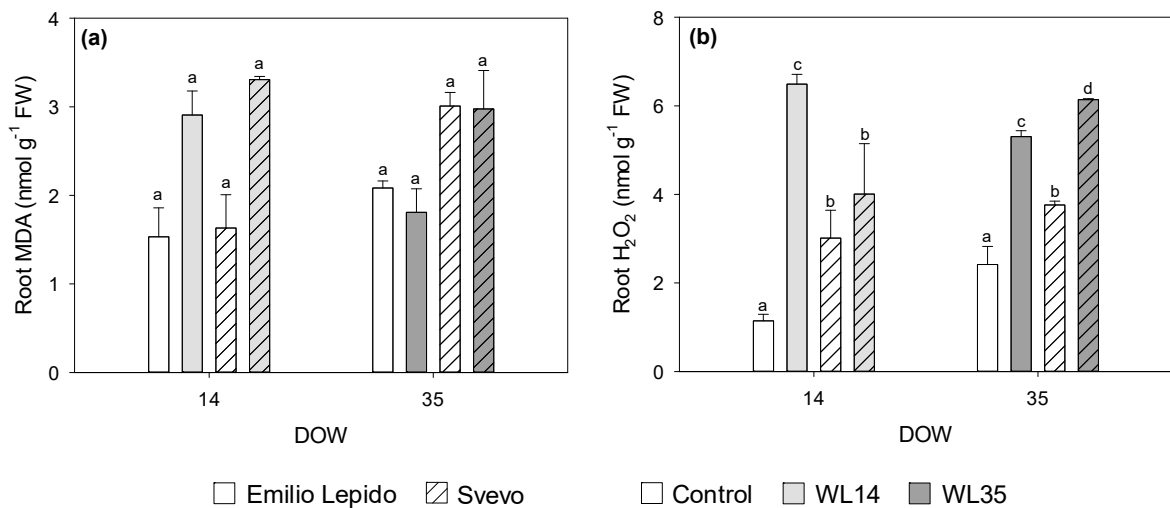 (a)
Root MDA (nmol g-1 FW)
4
3
2
1
0
a
a
a
a
a
a
a
a
14
35
DOW
(b)
Root H2O2 (nmol g-1 FW)
8
6
4
2
0
a
c
b
b
a
c
b
d
14
35
DOW
Emilio Lepido
Svevo
Control
WL14
WL35